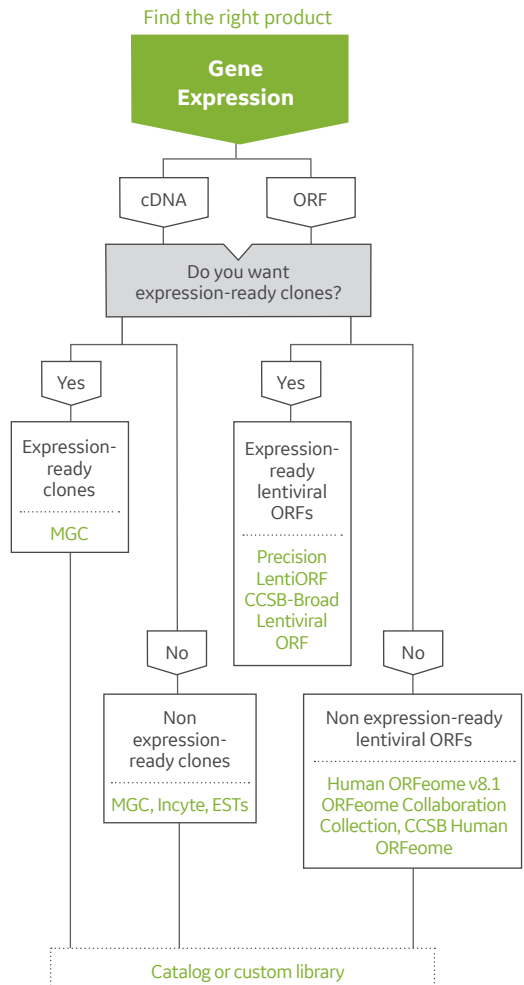 Find the right product
Gene
Expression
cDNA
ORF
Do you want
expression-ready clones?
Yes
Expression-
ready
clones
MGC
No
Non
expression-
ready clones
MGC, Incyte, ESTs
Yes
Expression-
ready
lentiviral
ORFs
Precision
LentiORF
CCSB-Broad
Lentiviral
ORF
No
Non expression-ready
lentiviral ORFs
Human ORFeome v8.1
ORFeome Collaboration
Collection, CCSB Human
ORFeome
Catalog or custom library